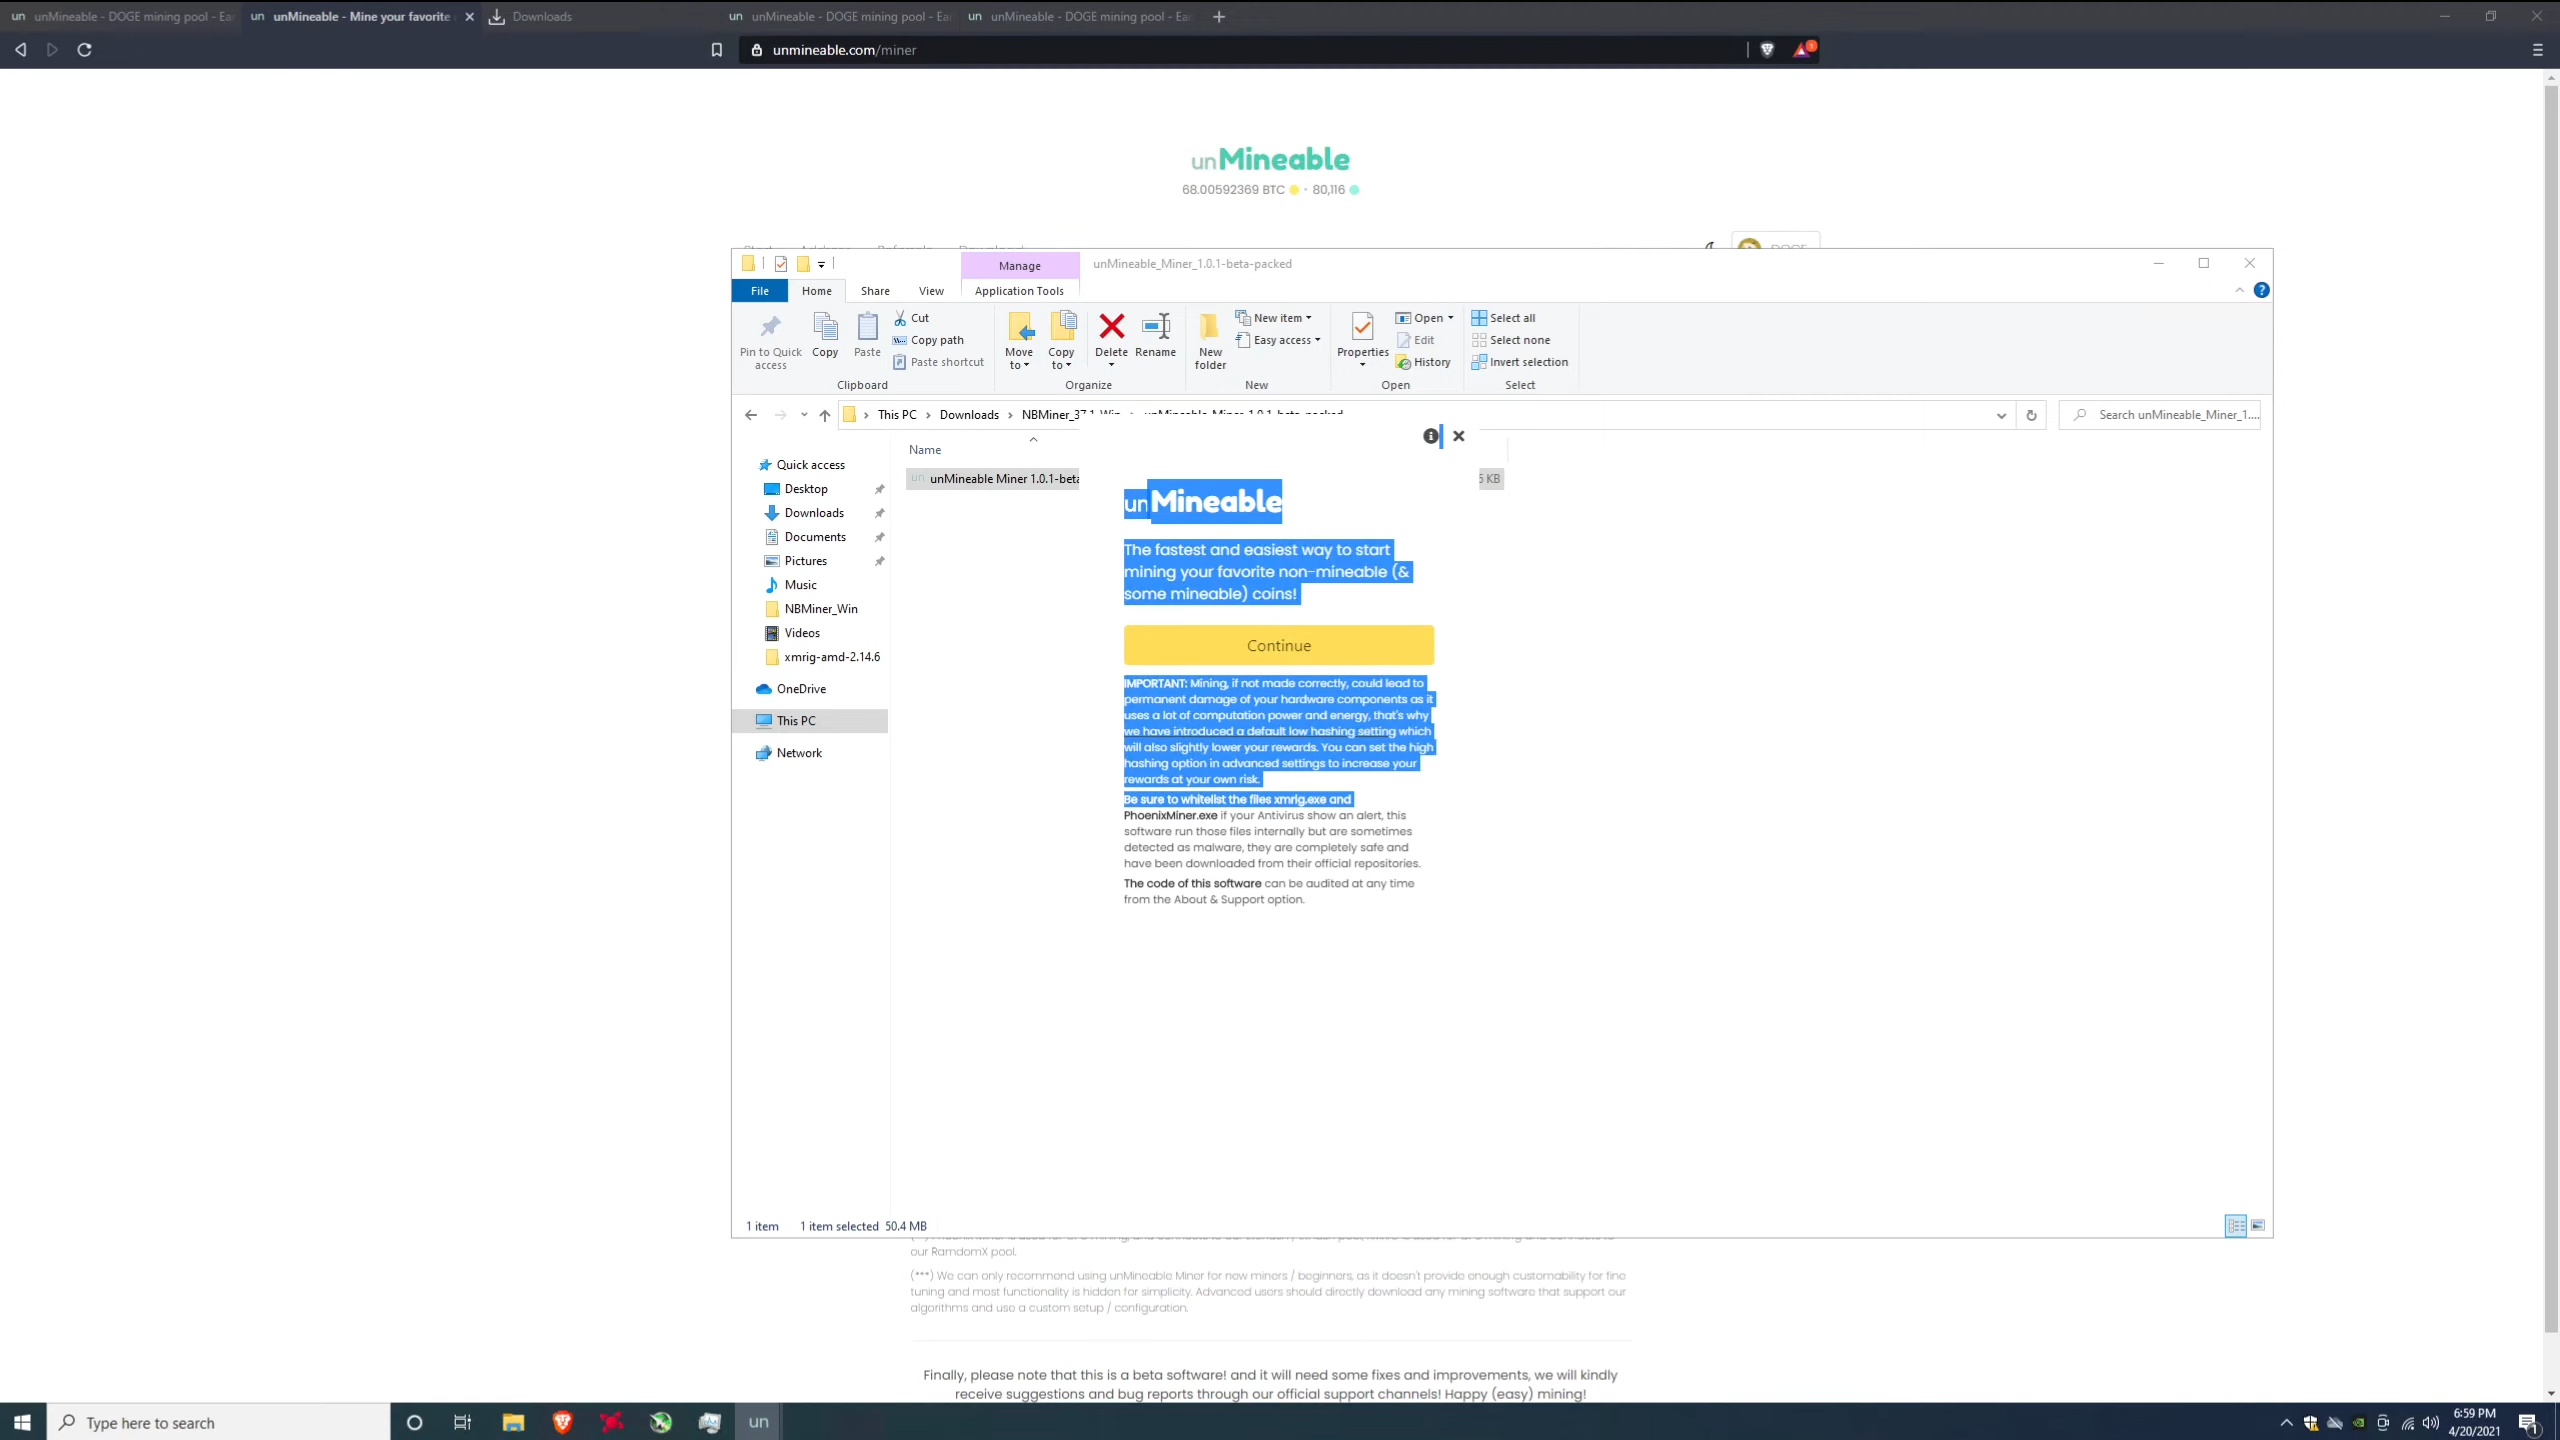 un unMineable - DOGE mining pool - Ea
un unMineable - Mine your favorite
Downloads
un unMineable - DOGE mining pool - Ea
un unMineable - DOGE mining pool - Ea
unmineable.com/miner
1
unMineable
68.00592369 BTC • 80,116
DOGE
Manage
unMineable_Miner_1.0.1-beta-packed
File
Home
Share
View
Application Tools
Pin to Quick access
Copy
Paste
Cut
Copy path
Paste shortcut
Clipboard
Move to
Copy to
Delete
Rename
Organize
New folder
New item
Easy access
New
Properties
Open
Edit
History
Open
Select all
Select none
Invert selection
Select
This PC
Downloads
NBMiner_37.1_Win
unMineable_Miner_1.0.1-beta-packed
Search unMineable_Miner_1....
Name
unMineable Miner 1.0.1-beta
KB
Quick access
Desktop
Downloads
Documents
Pictures
Music
NBMiner_Win
Videos
xmrig-amd-2.14.6
OneDrive
This PC
Network
unMineable
The fastest and easiest way to start
mining your favorite non-mineable (&
some mineable) coins!
Continue
IMPORTANT: Mining, if not made correctly, could lead to
permanent damage of your hardware components as it
uses a lot of computation power and energy, that's why
we have introduced a default low hashing setting which
will also slightly lower your rewards. You can set the high
hashing option in advanced settings to increase your
rewards at your own risk.
Be sure to whitelist the files xmrig.exe and
PhoenixMiner.exe if your Antivirus show an alert, this
software run those files internally but are sometimes
detected as malware, they are completely safe and
have been downloaded from their official repositories.
The code of this software can be audited at any time
from the About & Support option.
1 item
1 item selected 50.4 MB
our RamdomX pool.
(***) We can only recommend using unMineable Miner for new miners / beginners, as it doesn't provide enough customability for fine
tuning and most functionality is hidden for simplicity. Advanced users should directly download any mining software that support our
algorithms and use a custom setup / configuration.
Finally, please note that this is a beta software! and it will need some fixes and improvements, we will kindly
receive suggestions and bug reports through our official support channels! Happy (easy) mining!
Type here to search
un
6:59 PM
4/20/2021
1